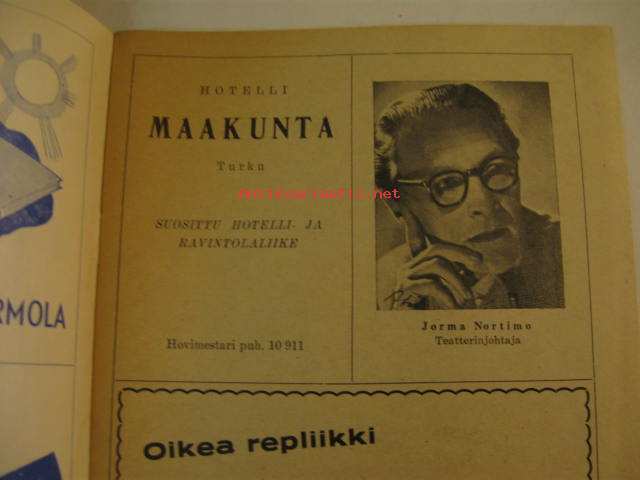 HOTELLI
MAAKUNTA
Turku
SUOSITTU HOTELLI- JA
RAVINTOLALIIKE
Hovimestari puh. 10 911
Jorma Nortimo
Teatterinjohtaja
RMOLA
Oikea repliikki